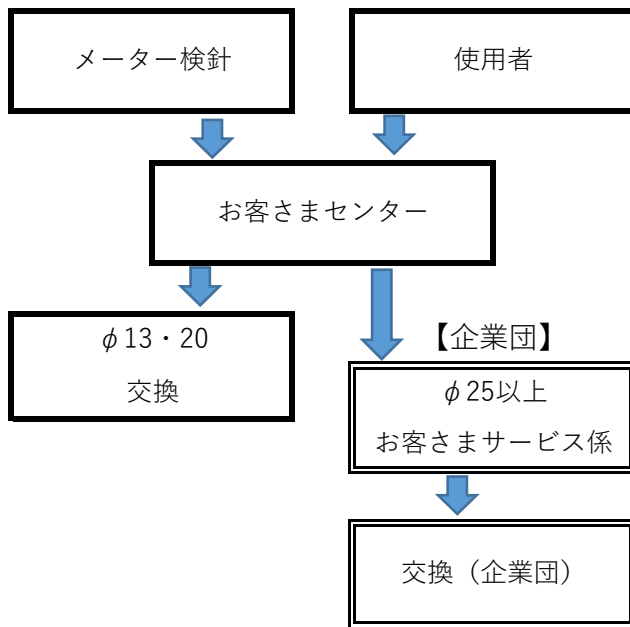 メーター検針
使用者
お客さまセンター
φ13・20
交換
【企業団】
φ25以上
お客さまサービス係
交換（企業団）